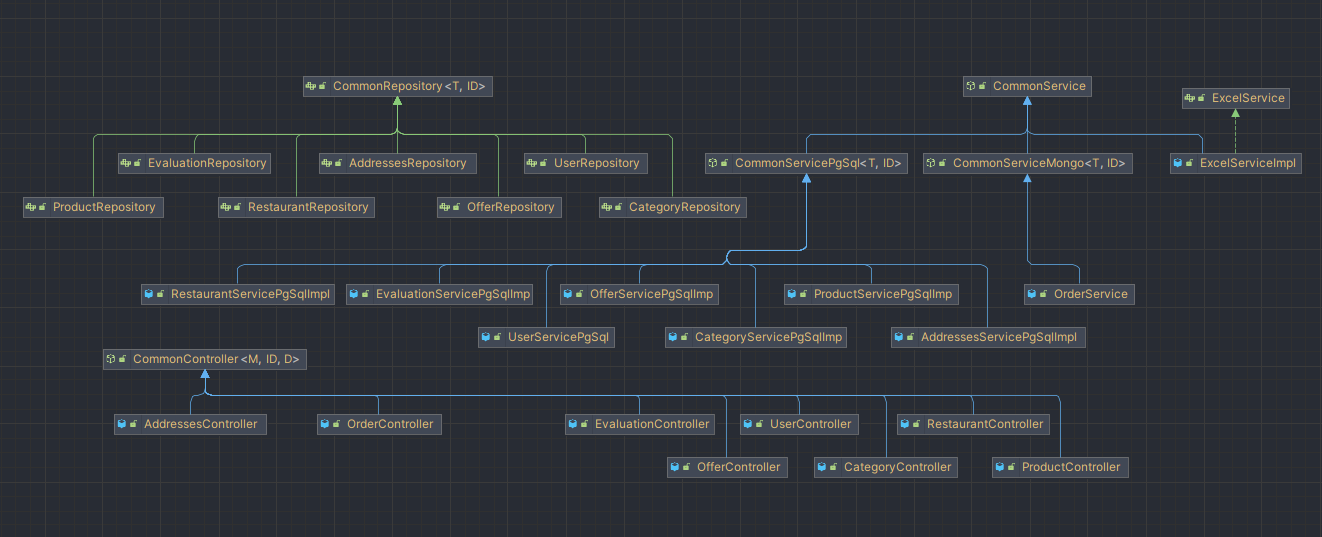 CommonRepository<T, ID>
CommonService
ExcelService
EvaluationRepository
AddressesRepository
UserRepository
CommonServicePgSql<T, ID>
CommonServiceMongo<T, ID>
ExcelServiceImpl
ProductRepository
RestaurantRepository
OfferRepository
CategoryRepository
RestaurantServicePgSqlImpl
EvaluationServicePgSqlImp
OfferServicePgSqlImp
ProductServicePgSqlImp
OrderService
UserServicePgSql
CategoryServicePgSqlImp
AddressesServicePgSqlImpl
CommonController<M, ID, D>
AddressesController
OrderController
EvaluationController
UserController
RestaurantController
OfferController
CategoryController
ProductController